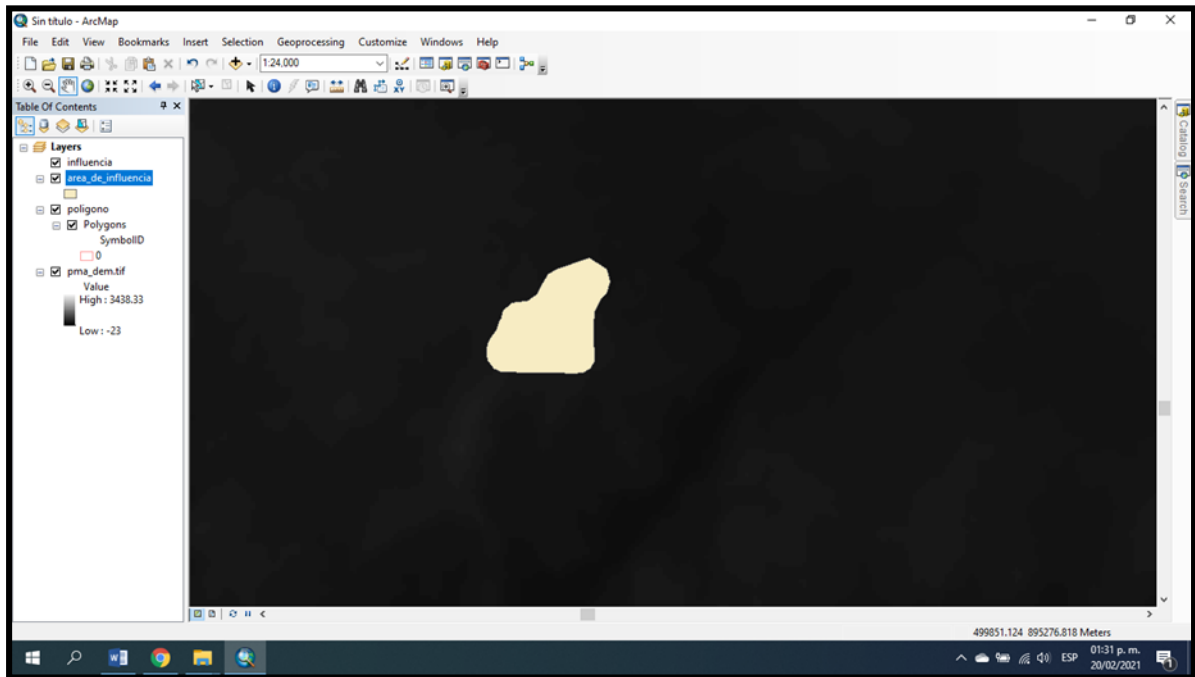 Sin título - ArcMap
File Edit View Bookmarks Insert Selection Geoprocessing Customize Windows Help
1:24,000
Table Of Contents
Layers
influencia
area_de_influencia
poligono
Polygons
SymbolID
0
pma_dem.tif
Value
High : 3438.33
Low : -23
Catalog
Search
499851.124 895276.818 Meters
ESP
01:31 p. m.
20/02/2021